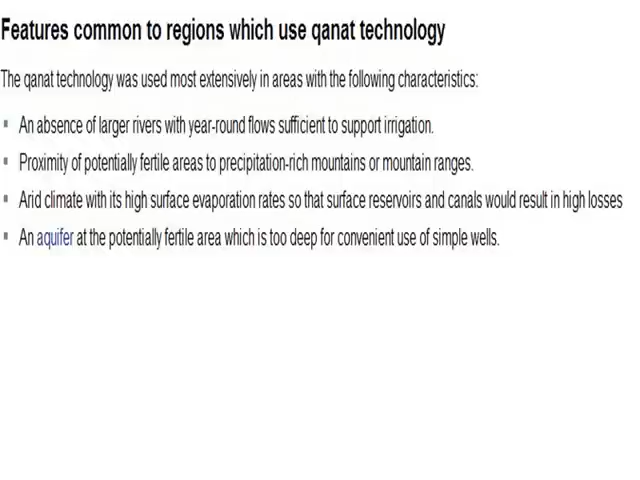 Features common to regions which use qanat technology
The qanat technology was used most extensively in areas with the following characteristics:
An absence of larger rivers with year-round flows sufficient to support irrigation.
Proximity of potentially fertile areas to precipitation-rich mountains or mountain ranges.
Arid climate with its high surface evaporation rates so that surface reservoirs and canals would result in high losses
An aquifer at the potentially fertile area which is too deep for convenient use of simple wells.